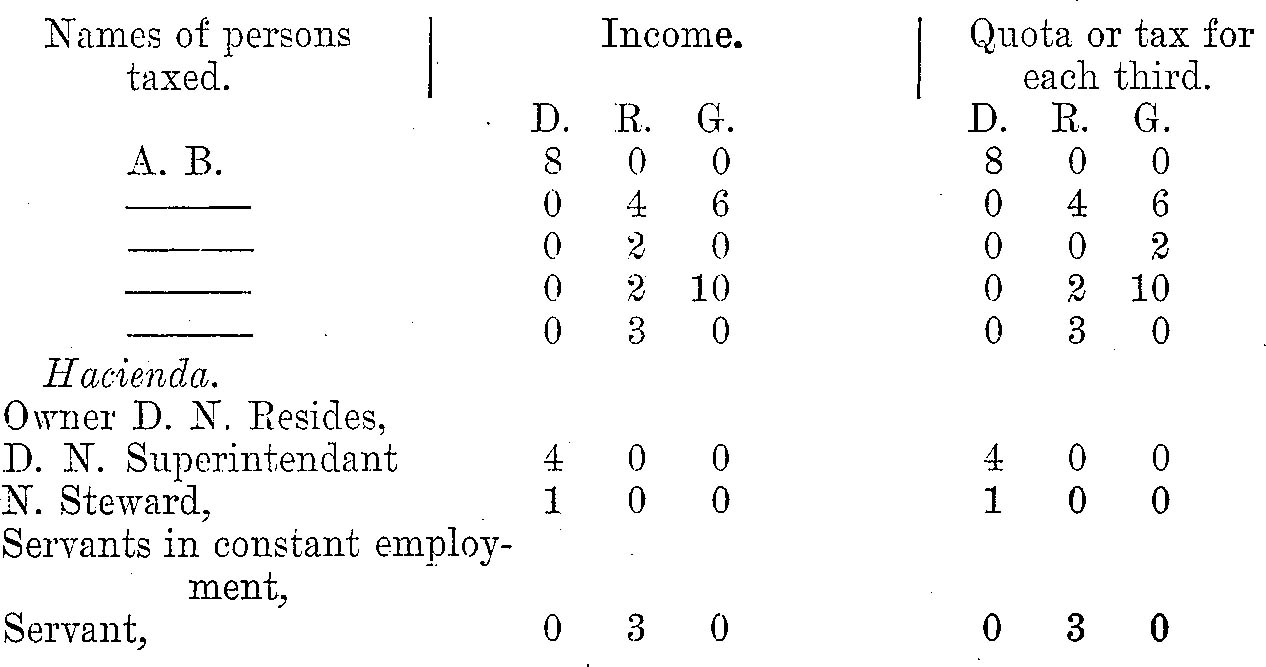 Names of persons | Income. | Quota or tax for
taxed. each third.
D. R. G. D. R. G.
A. B. 8 0 0 8 0 0
——— 0 4 6 0 4 6
——— 0 2 0 0 0 2
——— 0 2 10 0 2 10
——— 0 3 0 0 3 0
Hacienda.
Owner D. N. Resides,
D. N. Superintendant 4 0 0 4 0 0
N. Steward, 1 0 0 1 0 0
Servants in constant employ-
ment,
Servant, 0 3 0 0 3 0